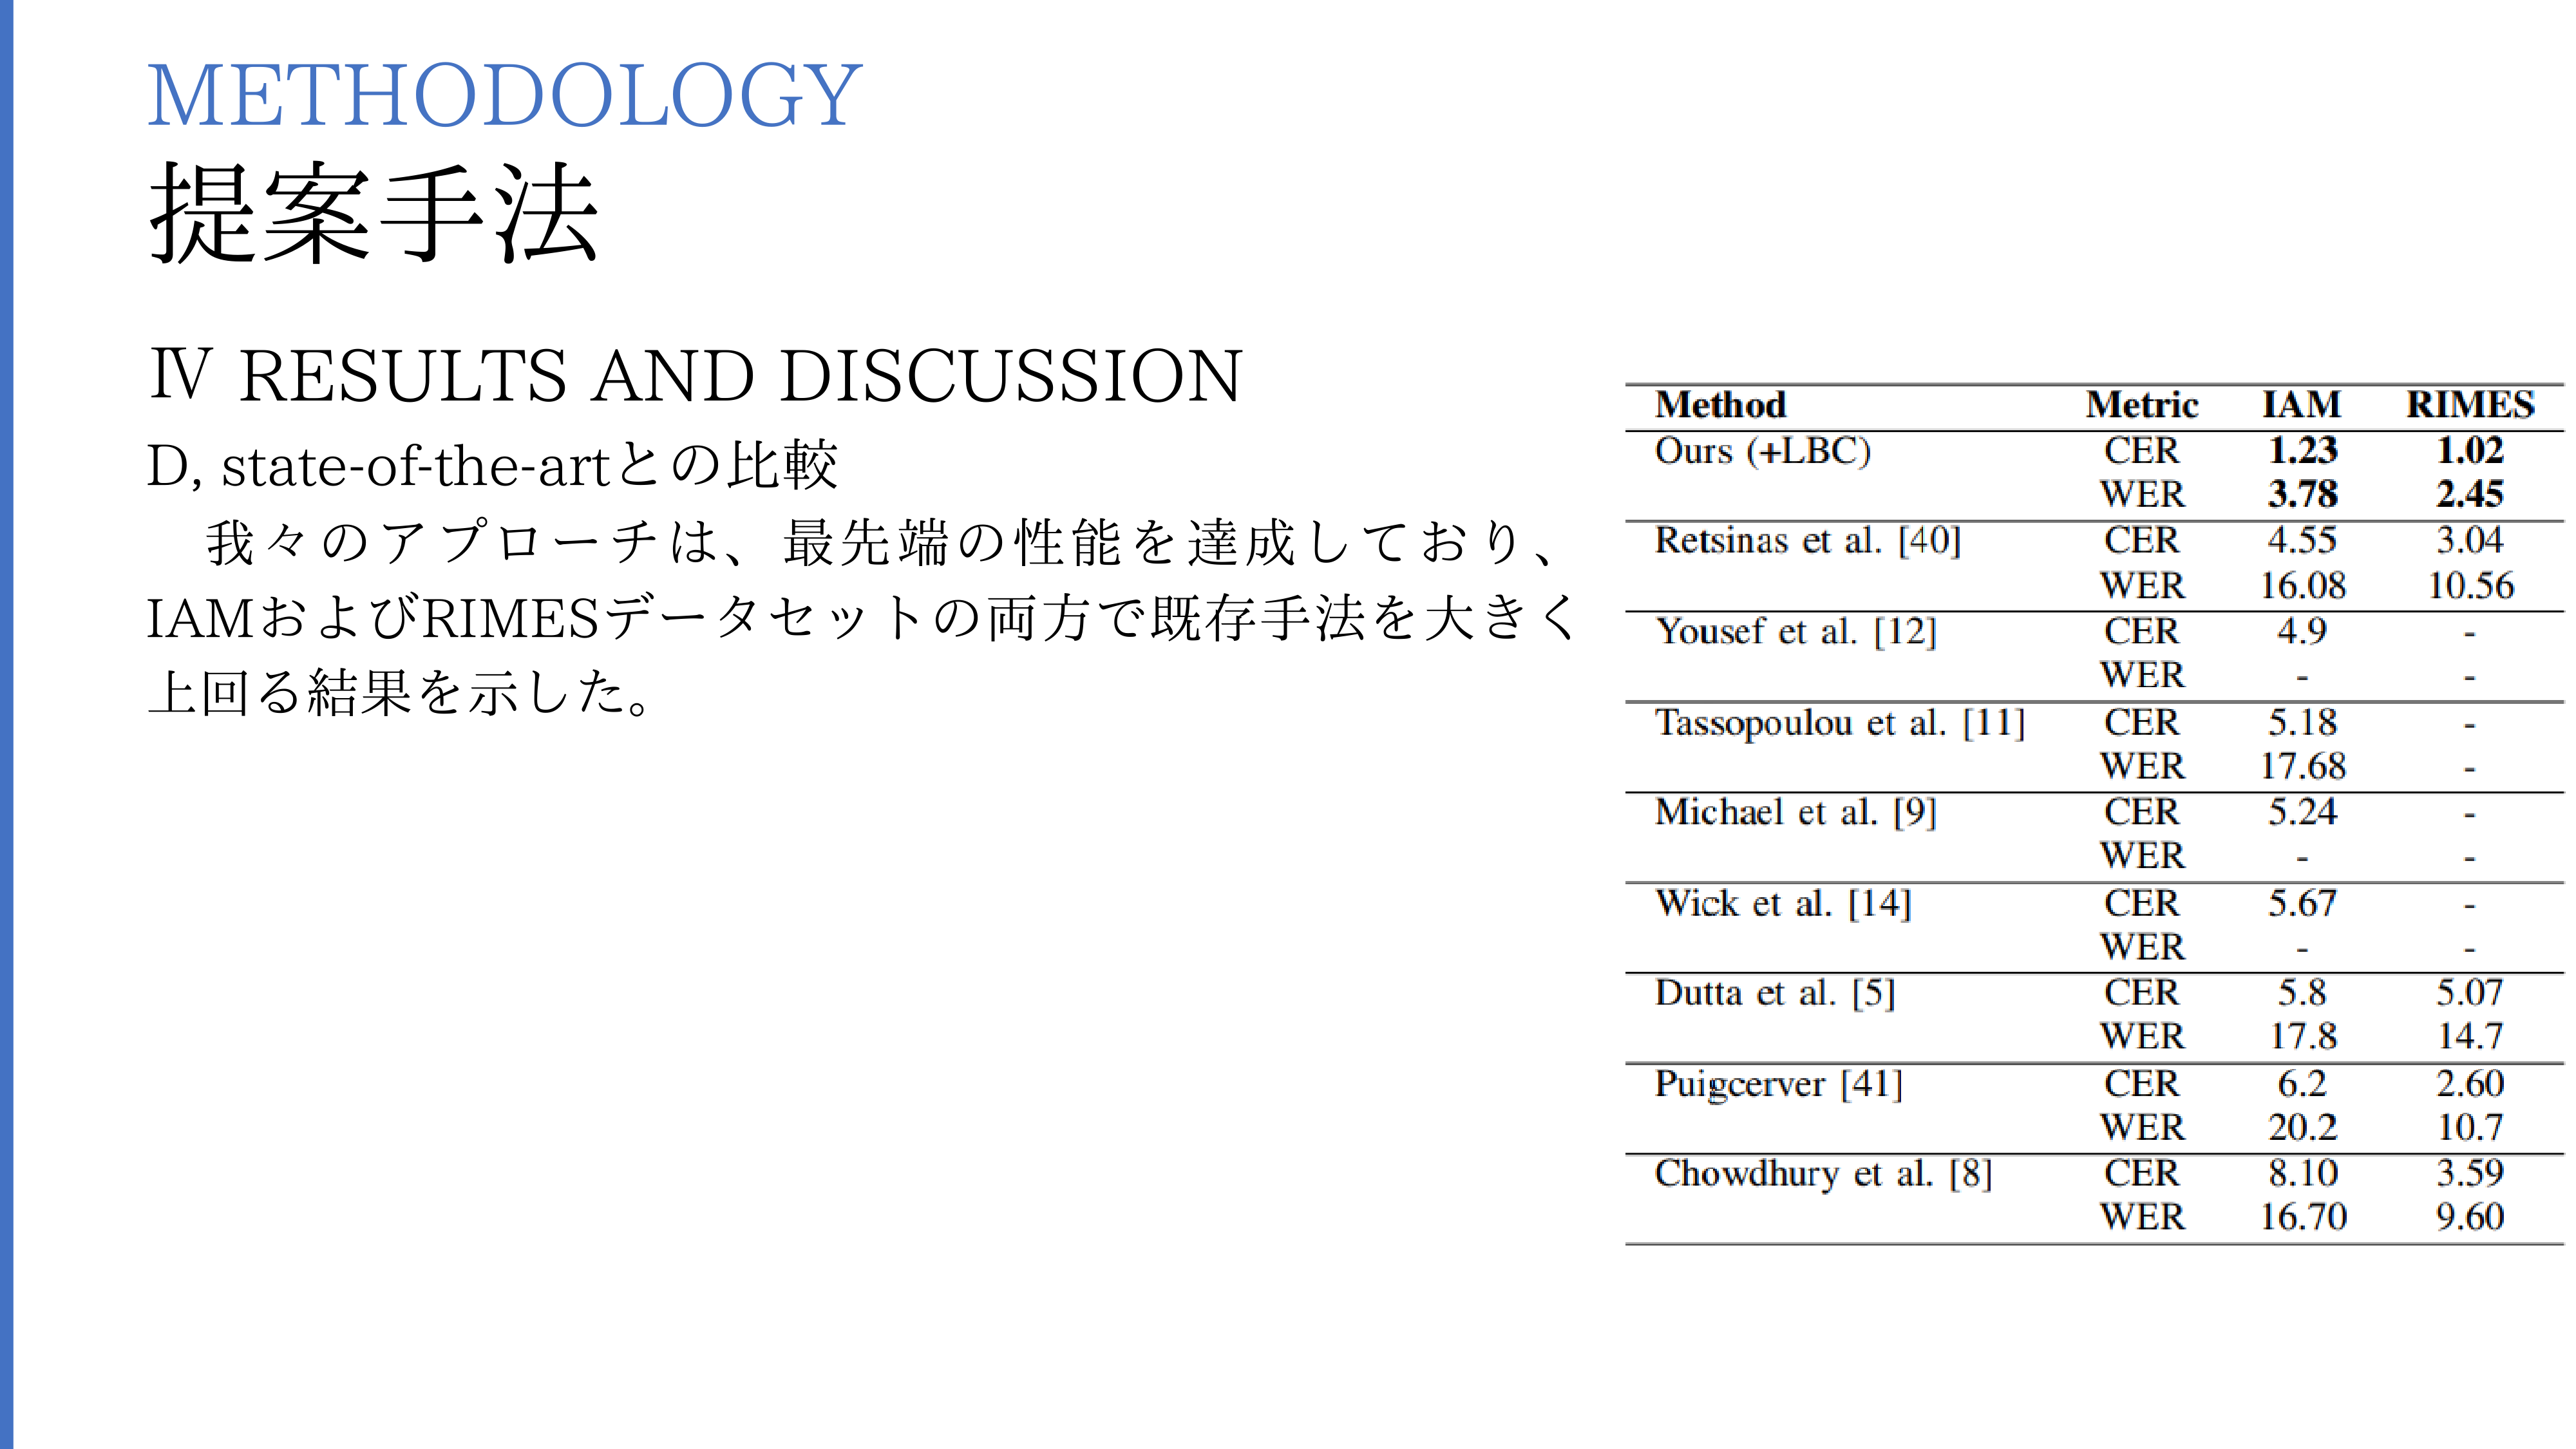 METHODOLOGY
提案手法
Ⅳ RESULTS AND DISCUSSION
D, state-of-the-artとの比較
我々のアプローチは、最先端の性能を達成しており、
IAMおよびRIMESデータセットの両方で既存手法を大きく
上回る結果を示した。
Method Metric IAM RIMES
Ours (+LBC) CER 1.23 1.02
WER 3.78 2.45
Retsinas et al. [40] CER 4.55 3.04
WER 16.08 10.56
Yousef et al. [12] CER 4.9 -
WER - -
Tassopoulou et al. [11] CER 5.18 -
WER 17.68 -
Michael et al. [9] CER 5.24 -
WER - -
Wick et al. [14] CER 5.67 -
WER - -
Dutta et al. [5] CER 5.8 5.07
WER 17.8 14.7
Puigcerver [41] CER 6.2 2.60
WER 20.2 10.7
Chowdhury et al. [8] CER 8.10 3.59
WER 16.70 9.60